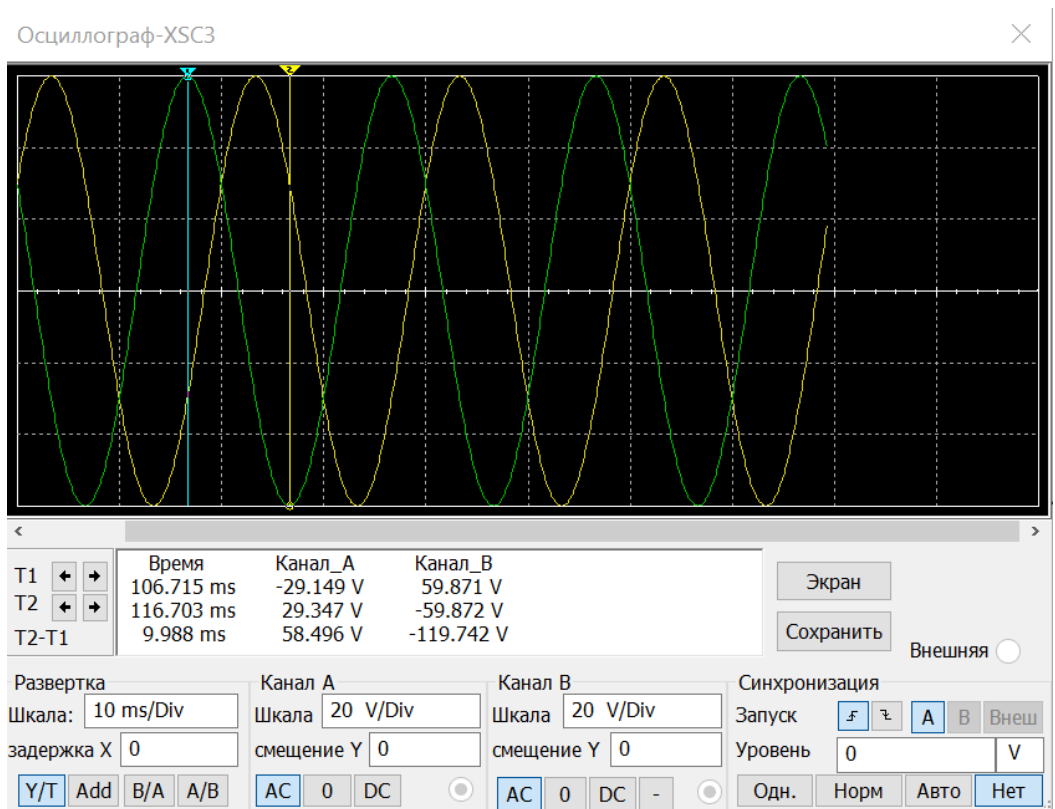 Осциллограф-XSC3
1 2
Время Канал_A Канал_B
T1 106.715 ms -29.149 V 59.871 V
T2 116.703 ms 29.347 V -59.872 V
T2-T1 9.988 ms 58.496 V -119.742 V
Экран
Сохранить
Внешняя
Развертка
Шкала: 10 ms/Div
задержка X 0
Y/T Add B/A A/B
Канал A
Шкала 20 V/Div
смещение Y 0
AC 0 DC
Канал B
Шкала 20 V/Div
смещение Y 0
AC 0 DC -
Синхронизация
Запуск A B Внеш
Уровень 0 V
Одн. Норм Авто Нет